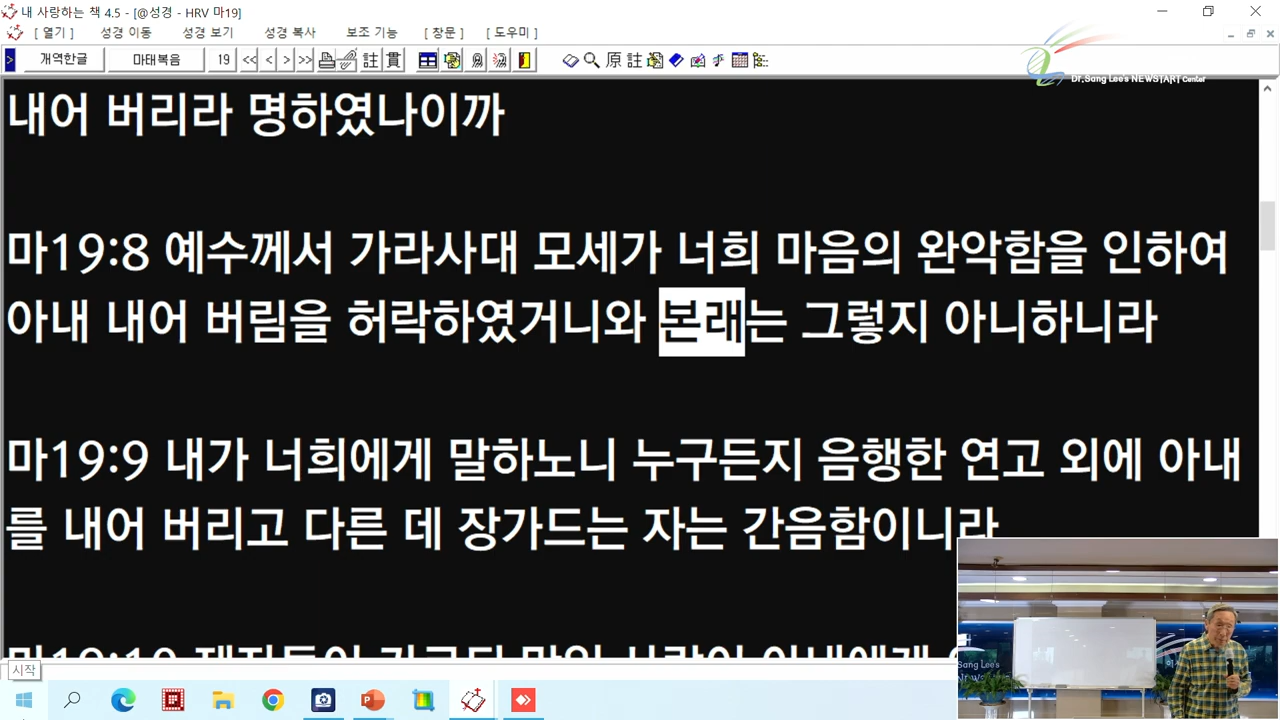 내 사랑하는 책 4.5 - [@성경 - HRV 마19]
[ 열기 ] 성경 이동 성경 보기 성경 복사 보조 기능 [ 창문 ] [ 도우미 ]
> 개역한글 마태복음 19 << < > >> 註 貫 原 註
Dr.Sang Lee's NEWSTART Center
내어 버리라 명하였나이까
마19:8 예수께서 가라사대 모세가 너희 마음의 완악함을 인하여
아내 내어 버림을 허락하였거니와 본래는 그렇지 아니하니라
마19:9 내가 너희에게 말하노니 누구든지 음행한 연고 외에 아내
를 내어 버리고 다른 데 장가드는 자는 간음함이니라
시작
Sang Lee's